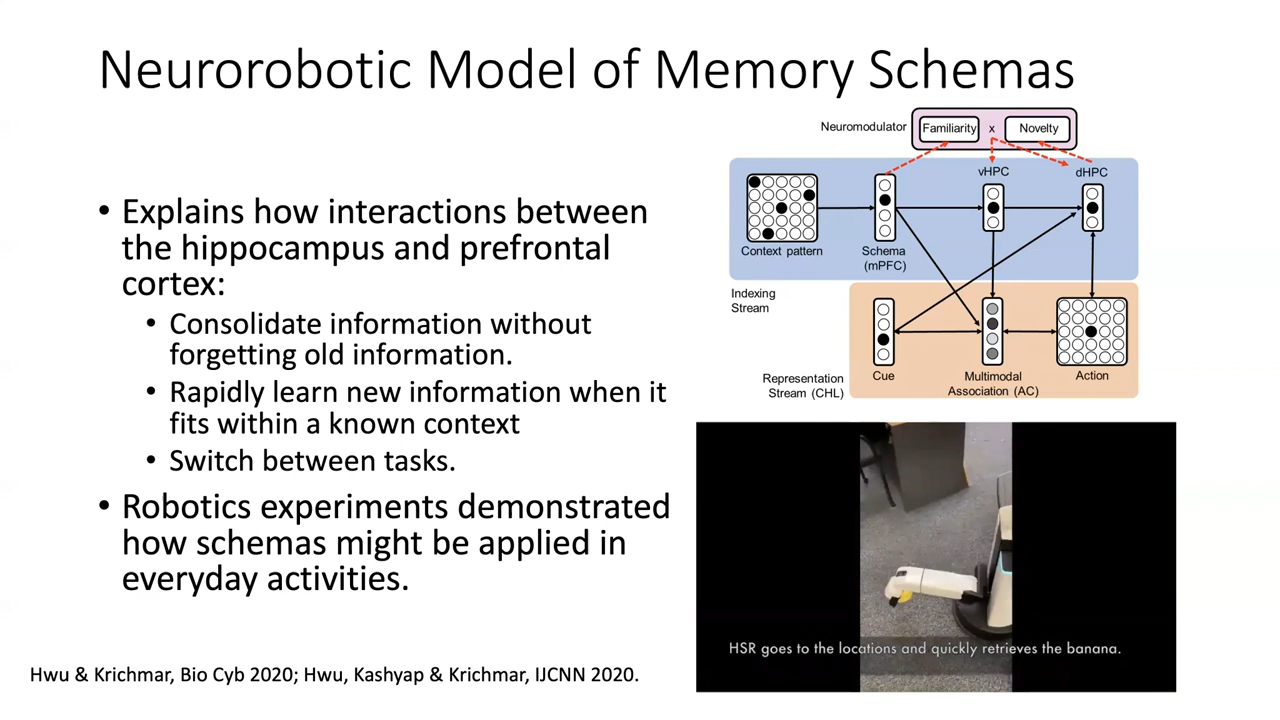 Neurorobotic Model of Memory Schemas
• Explains how interactions between
the hippocampus and prefrontal
cortex:
• Consolidate information without
forgetting old information.
• Rapidly learn new information when it
fits within a known context
• Switch between tasks.
• Robotics experiments demonstrated
how schemas might be applied in
everyday activities.
Hwu & Krichmar, Bio Cyb 2020; Hwu, Kashyap & Krichmar, IJCNN 2020.
Neuromodulator
Familiarity x Novelty
vHPC
dHPC
Context pattern
Schema
(mPFC)
Indexing
Stream
Representation
Stream (CHL)
Cue
Multimodal
Association (AC)
Action
HSR goes to the locations and quickly retrieves the banana.